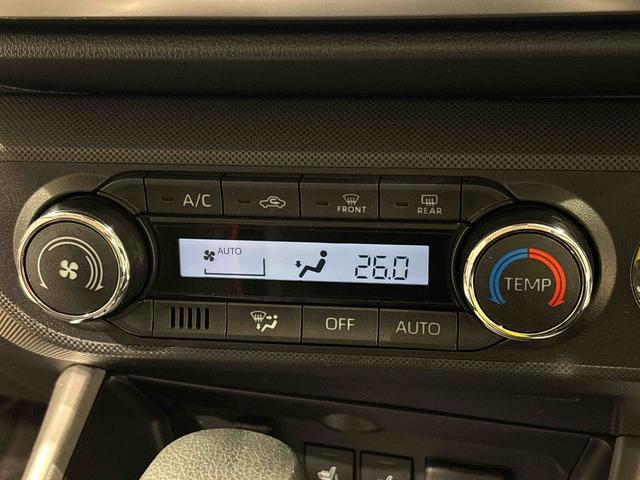 A/C
FRONT
REAR
AUTO
26.0
TEMP
OFF
AUTO